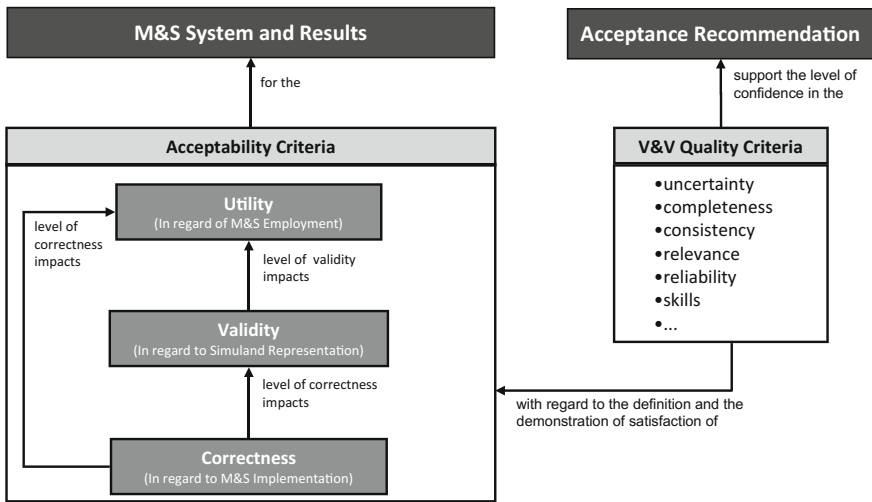 M&S System and Results
Acceptance Recommendation
for the
support the level of
confidence in the
Acceptability Criteria
V&V Quality Criteria
Utility
(In regard of M&S Employment)
level of
correctness
impacts
level of validity
impacts
Validity
(In regard to Simuland Representation)
level of correctness
impacts
Correctness
(In regard to M&S Implementation)
•uncertainty
•completeness
•consistency
•relevance
•reliability
•skills
•...
with regard to the definition and the
demonstration of satisfaction of